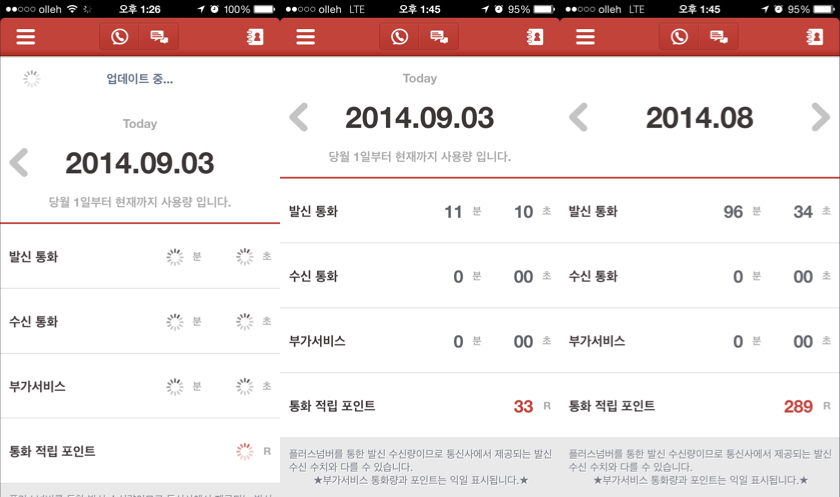 olleh 오후 1:26 100%
업데이트 중...
Today
2014.09.03
당월 1일부터 현재까지 사용량 입니다.
발신 통화 분 초
수신 통화 분 초
부가서비스 분 초
통화 적립 포인트 R
olleh LTE 오후 1:45 95%
Today
2014.09.03
당월 1일부터 현재까지 사용량 입니다.
발신 통화 11 분 10 초
수신 통화 0 분 00 초
부가서비스 0 분 00 초
통화 적립 포인트 33 R
플러스넘버를 통한 발신 수신량이므로 통신사에서 제공되는 발신
수신 수치와 다를 수 있습니다.
★부가서비스 통화량과 포인트는 익일 표시됩니다.★
olleh LTE 오후 1:45 95%
2014.08
발신 통화 96 분 34 초
수신 통화 0 분 00 초
부가서비스 0 분 00 초
통화 적립 포인트 289 R
플러스넘버를 통한 발신 수신량이므로 통신사에서 제공되는 발신
수신 수치와 다를 수 있습니다.
★부가서비스 통화량과 포인트는 익일 표시됩니다.★